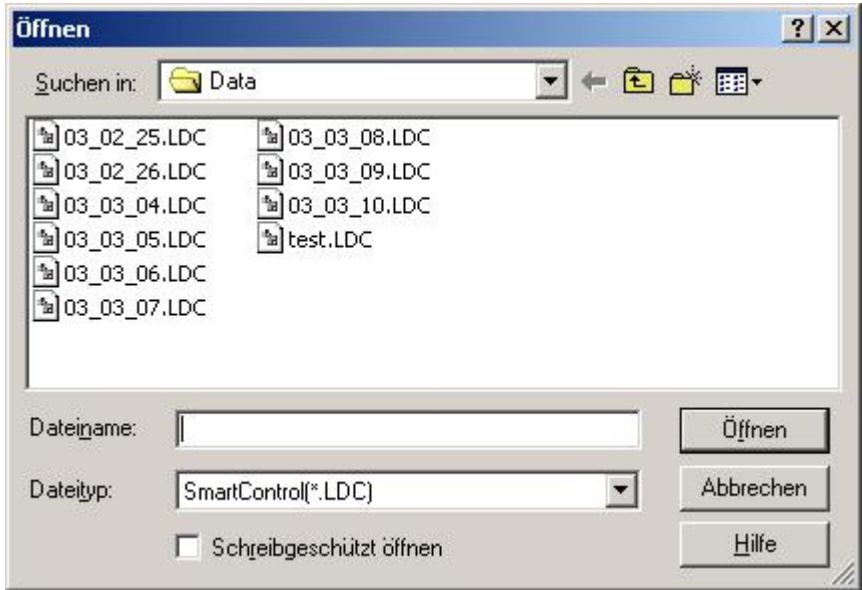 Öffnen
Suchen in: Data
03_02_25.LDC
03_02_26.LDC
03_03_04.LDC
03_03_05.LDC
03_03_06.LDC
03_03_07.LDC
03_03_08.LDC
03_03_09.LDC
03_03_10.LDC
test.LDC
Dateiname:
Öffnen
Dateityp: SmartControl(*.LDC)
Abbrechen
Schreibgeschützt öffnen
Hilfe